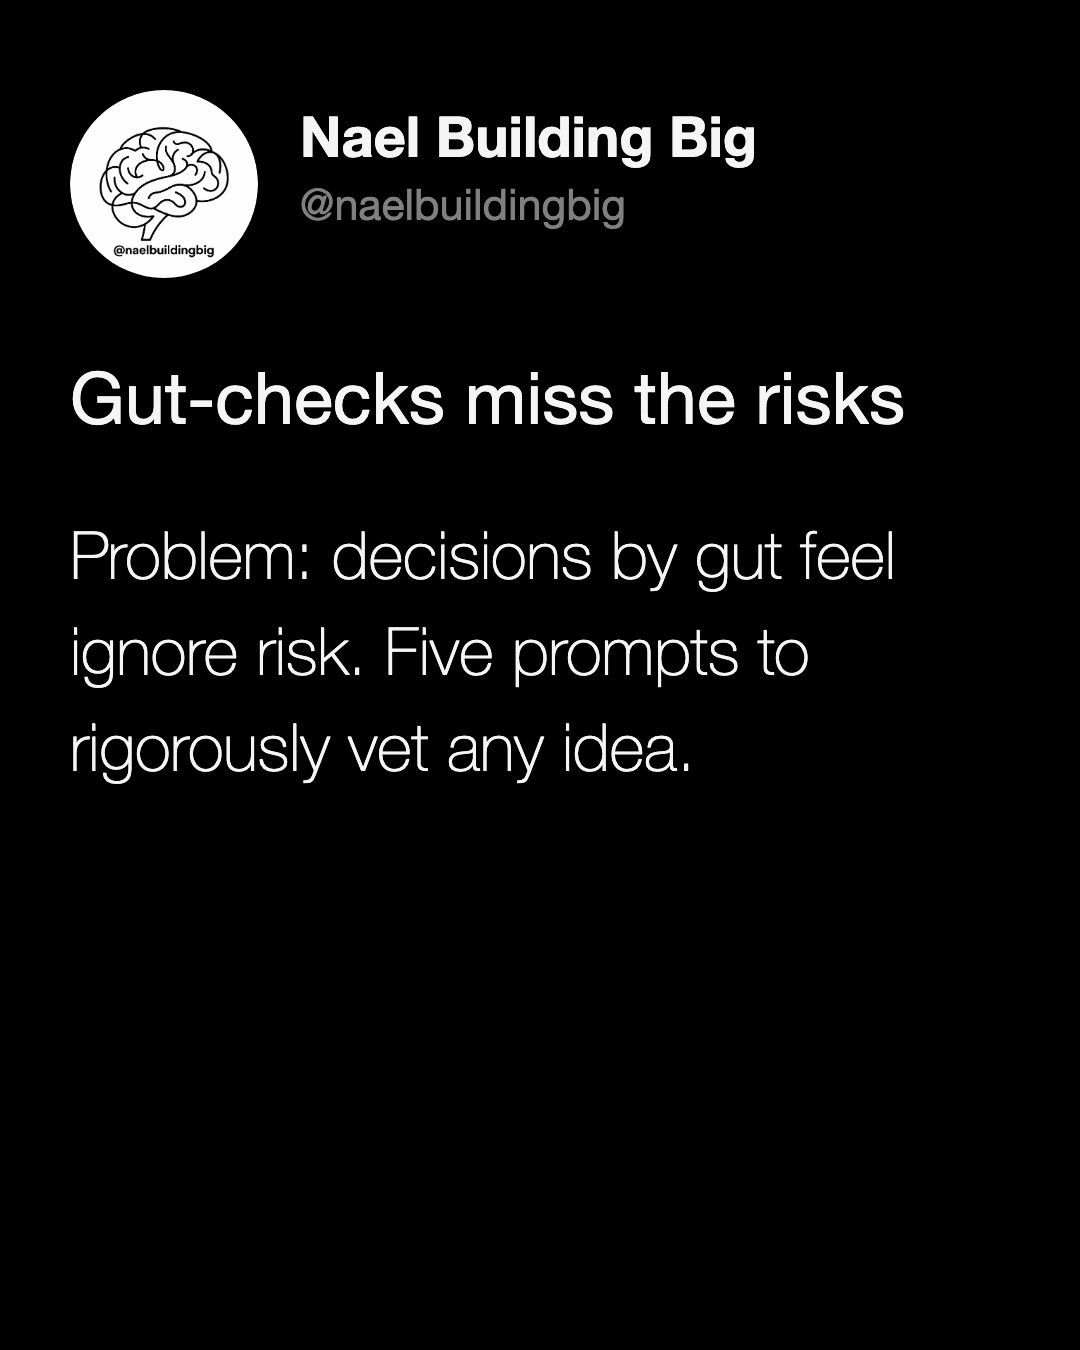 Nael Building Big
@naelbuildingbig
@naelbuildingbig
Gut-checks miss the risks
Problem: decisions by gut feel
ignore risk. Five prompts to
rigorously vet any idea.